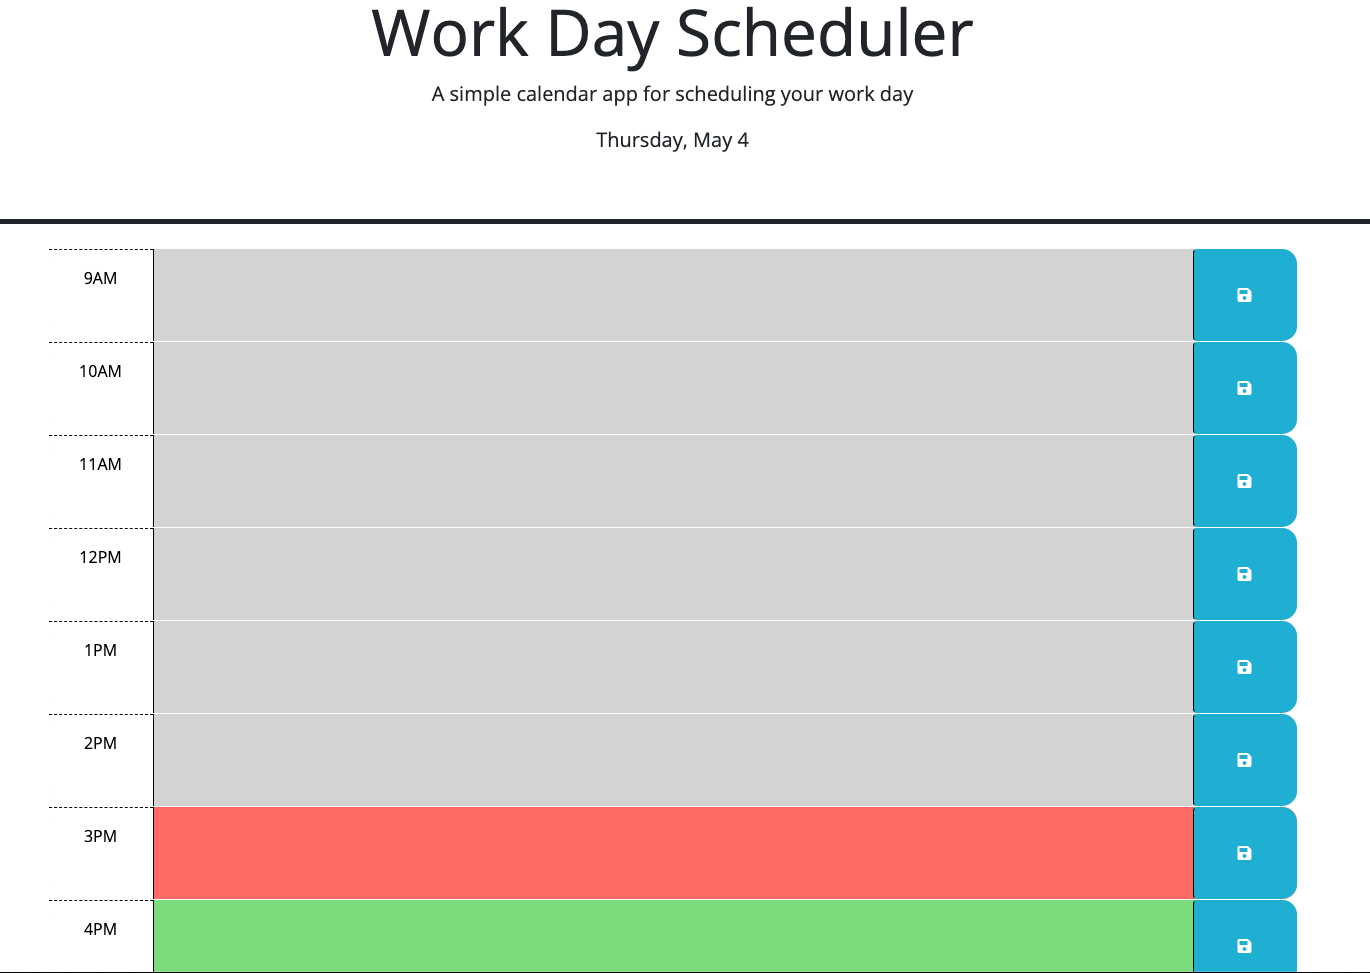 Work Day Scheduler
A simple calendar app for scheduling your work day
Thursday, May 4
9AM
10AM
11AM
12PM
1PM
2PM
3PM
4PM